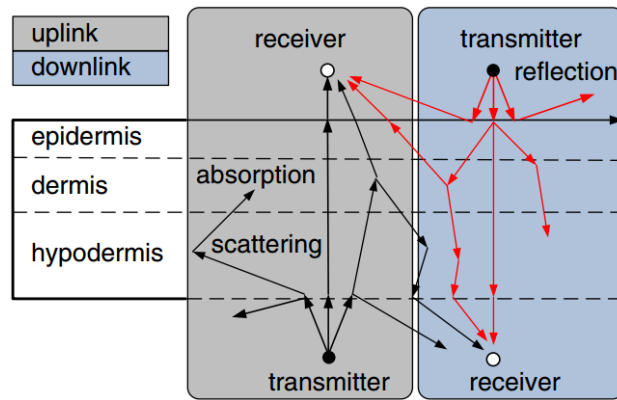 uplink
downlink
receiver
transmitter
reflection
epidermis
dermis
absorption
hypodermis
scattering
transmitter
receiver